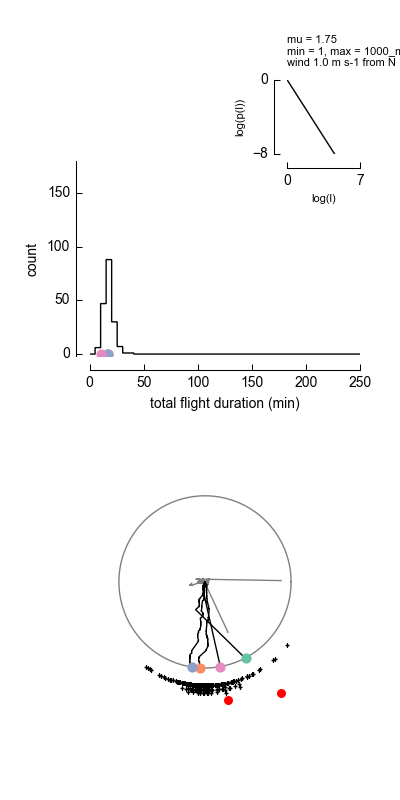 mu = 1.75
min = 1, max = 1000_m
wind 1.0 m s-1 from N
0
−8
log(p(l))
0 7
log(l)
150
100
50
0
count
0 50 100 150 200 250
total flight duration (min)